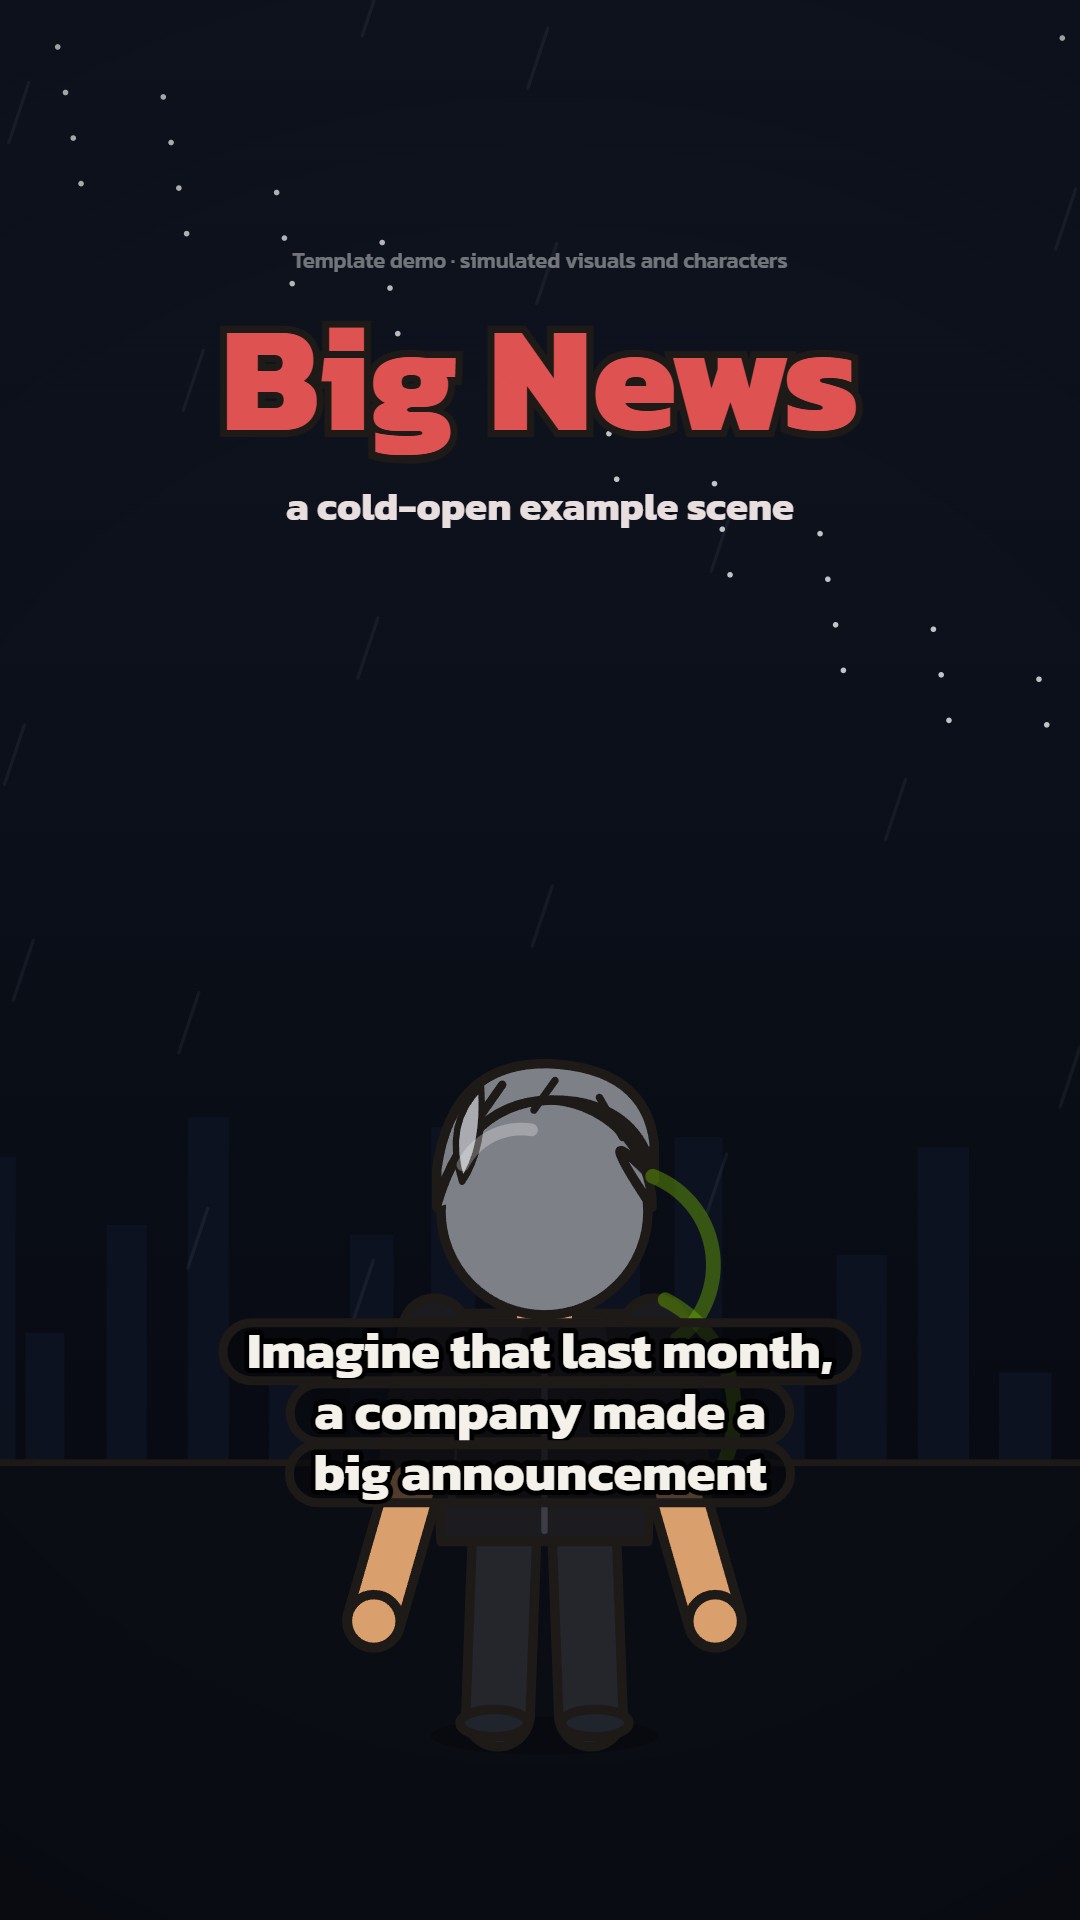 Template demo · simulated visuals and characters
Big News
a cold-open example scene
Imagine that last month,
a company made a
big announcement